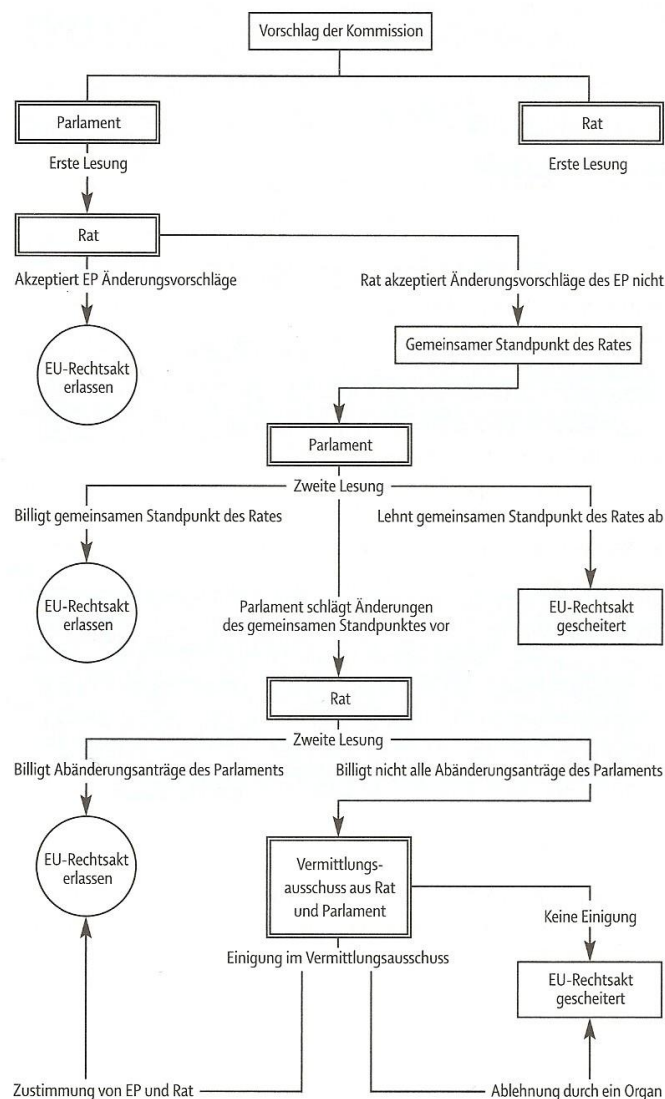 Vorschlag der Kommission
Parlament
Rat
Erste Lesung
Erste Lesung
Rat
Akzeptiert EP Änderungsvorschläge
Rat akzeptiert Änderungsvorschläge des EP nicht
EU-Rechtsakt
erlassen
Gemeinsamer Standpunkt des Rates
Parlament
Zweite Lesung
Billigt gemeinsamen Standpunkt des Rates
Lehnt gemeinsamen Standpunkt des Rates ab
EU-Rechtsakt
erlassen
Parlament schlägt Änderungen
des gemeinsamen Standpunktes vor
EU-Rechtsakt
gescheitert
Rat
Zweite Lesung
Billigt Abänderungsanträge des Parlaments
Billigt nicht alle Abänderungsanträge des Parlaments
EU-Rechtsakt
erlassen
Vermittlungs-
ausschuss aus Rat
und Parlament
Keine Einigung
Einigung im Vermittlungsausschuss
EU-Rechtsakt
gescheitert
Zustimmung von EP und Rat
Ablehnung durch ein Organ